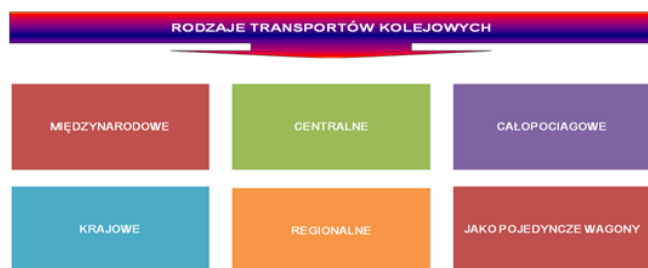 RODZAJE TRANSPORTÓW KOLEJOWYCH
MIĘDZYNARODOWE
CENTRALNE
CAŁOPOCIAGOWE
KRAJOWE
REGIONALNE
JAKO POJEDYNCZE WAGONY